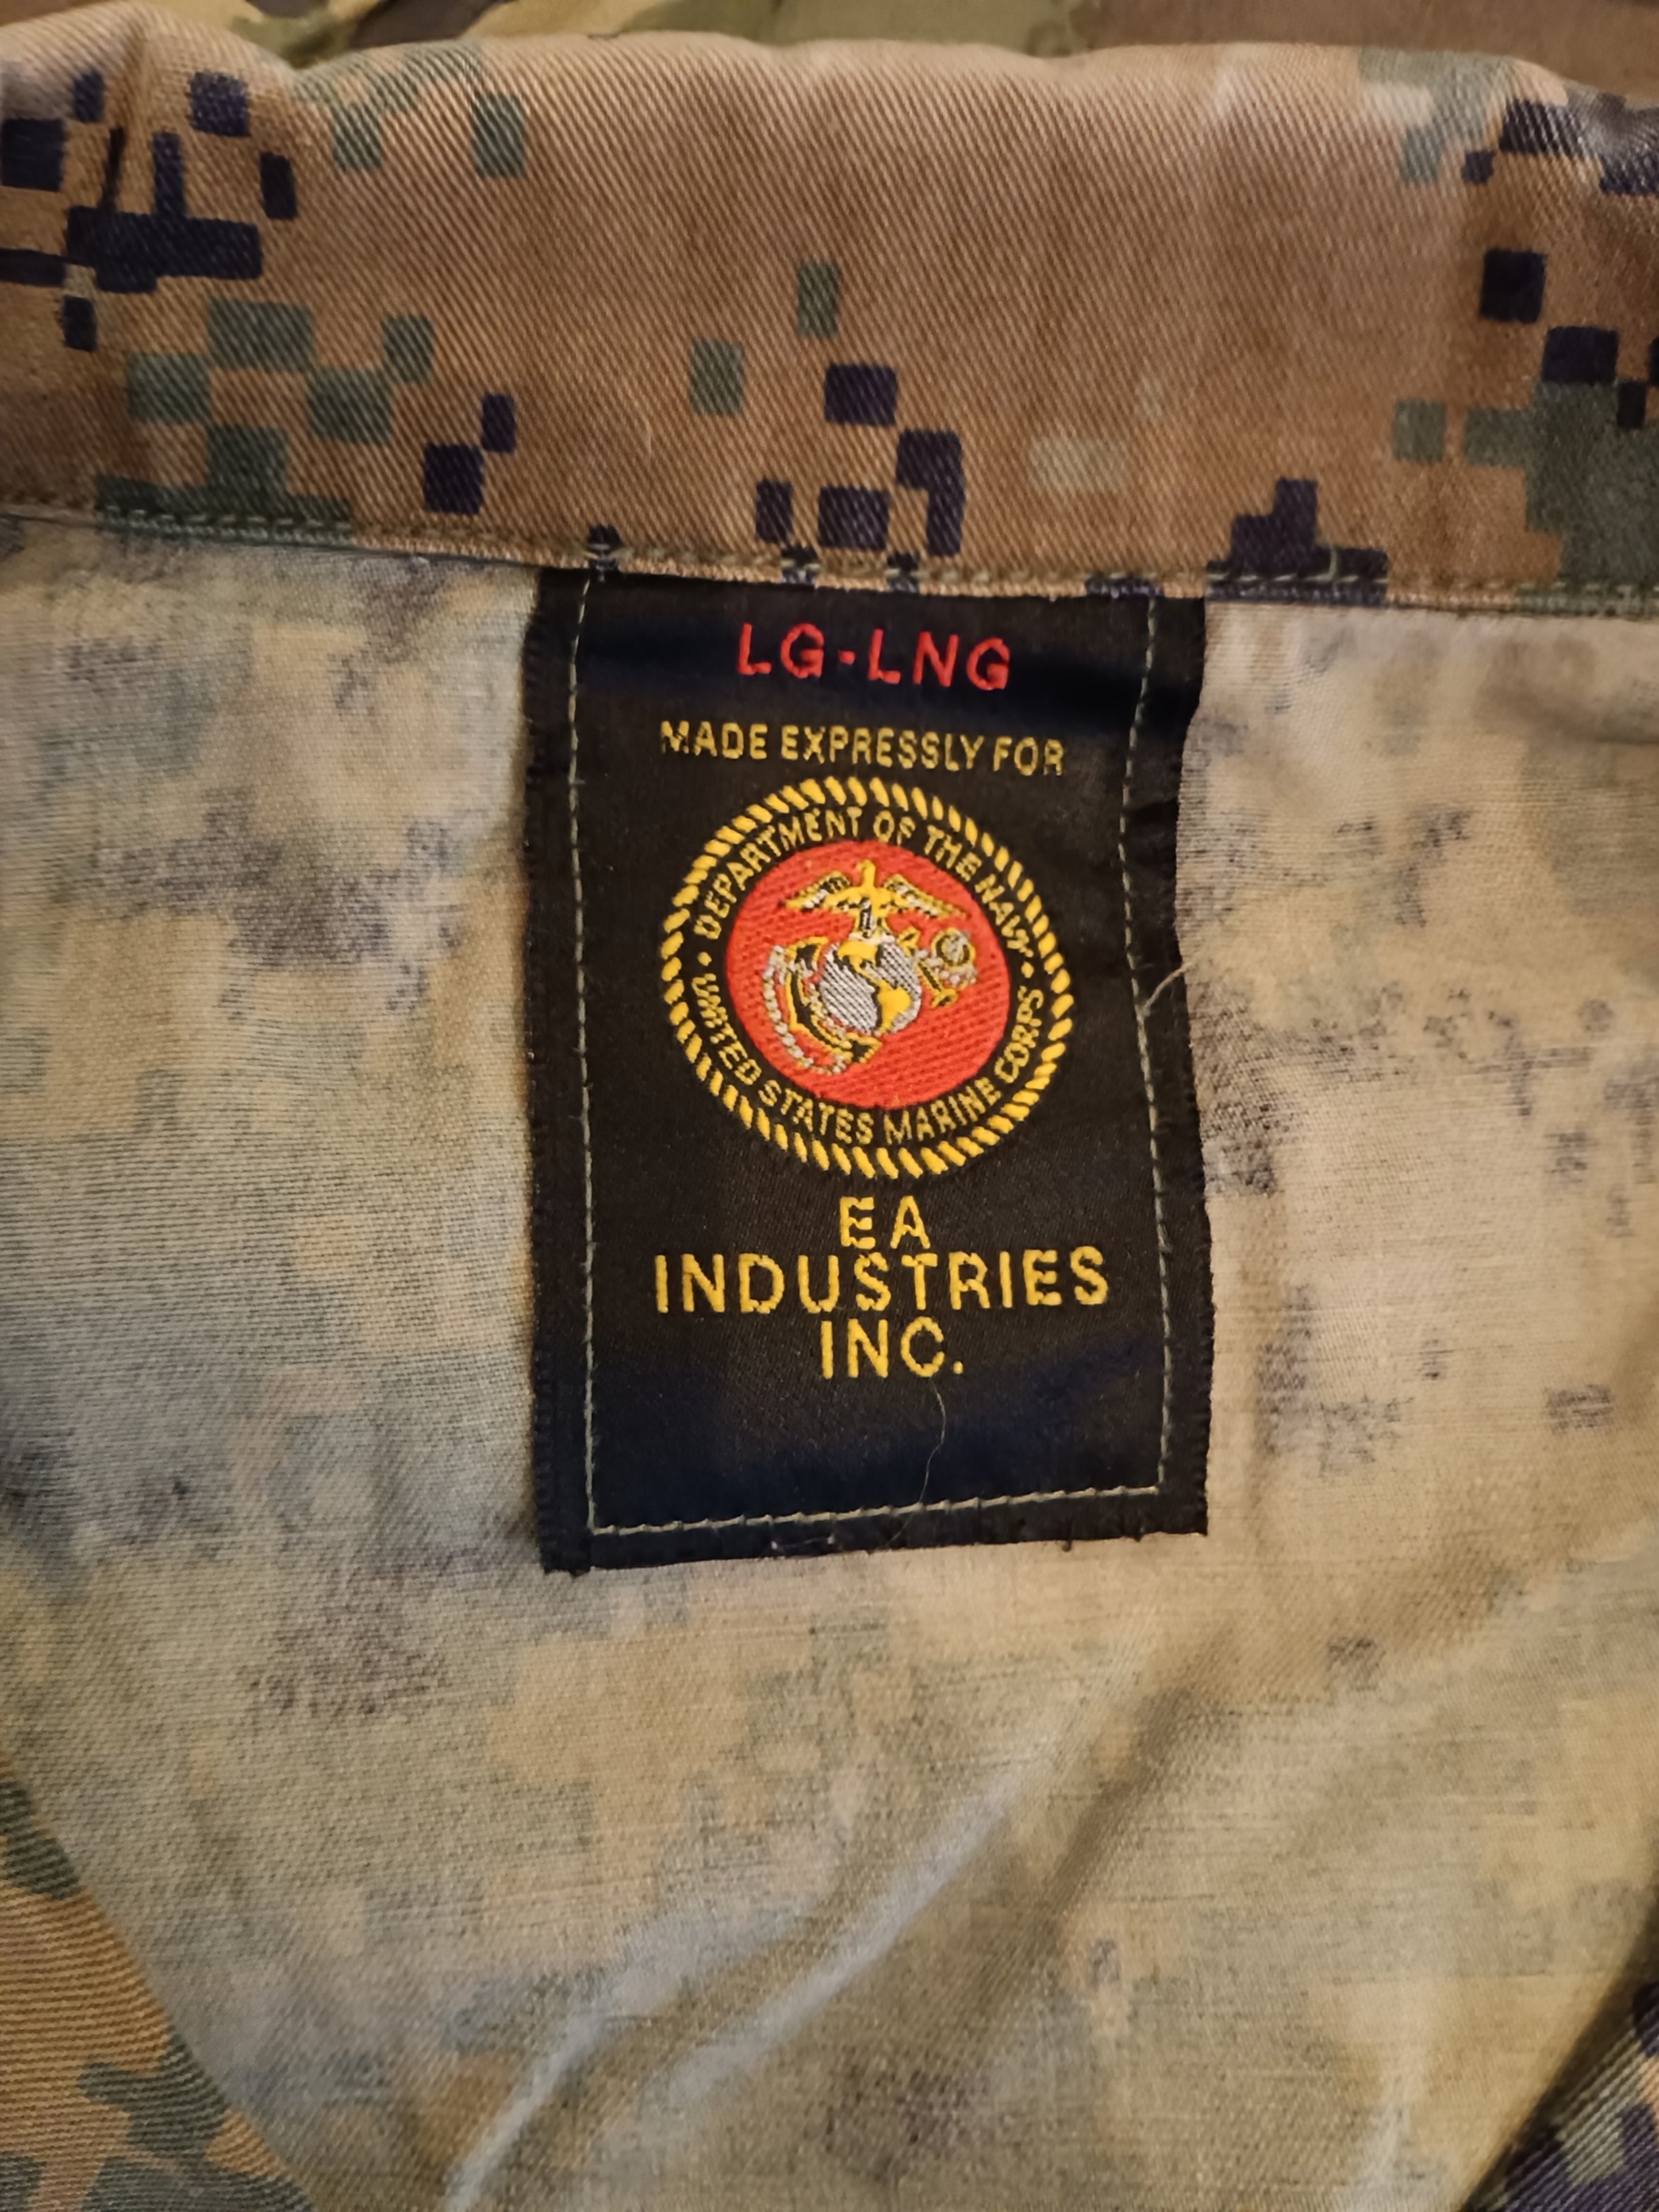 LG-LNG
MADE EXPRESSLY FOR
• DEPARTMENT OF THE NAVY •
UNITED STATES MARINE CORPS
EA
INDUSTRIES
INC.